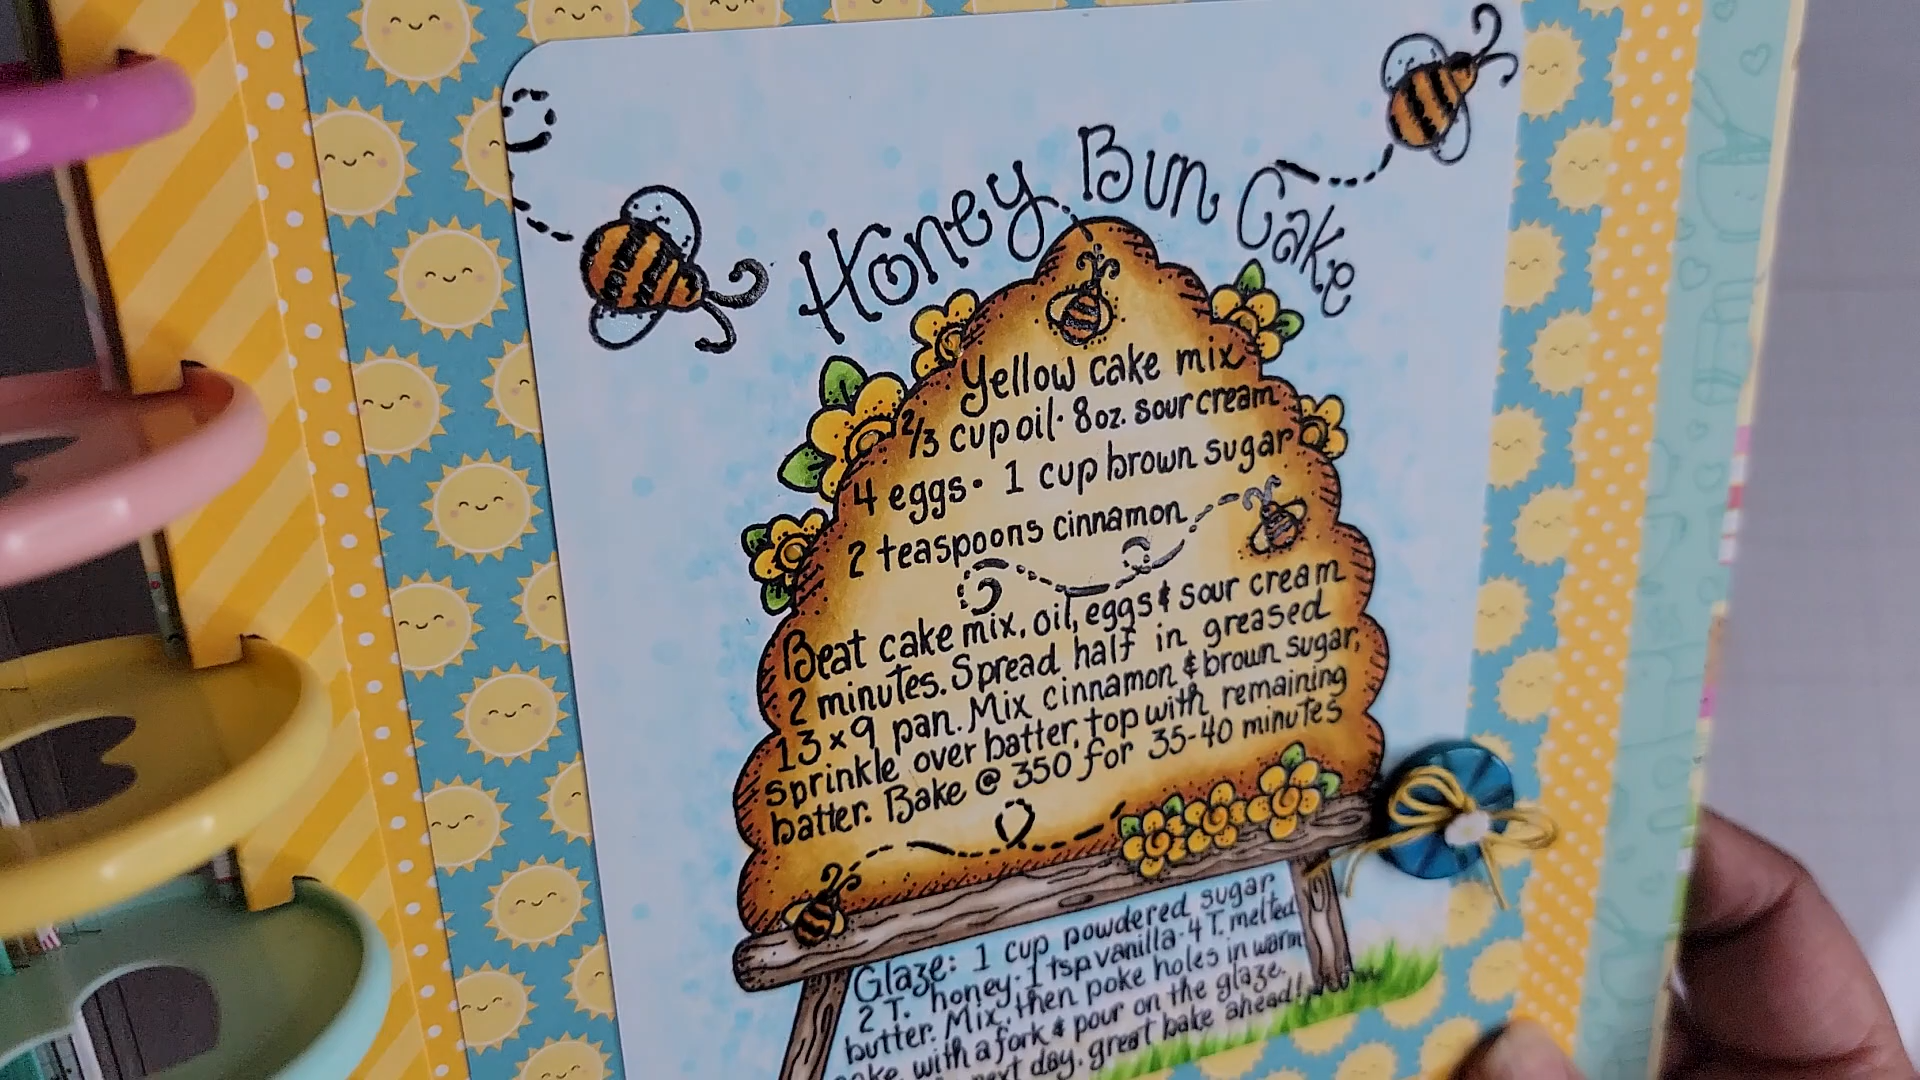 Honey Bun Cake
Yellow cake mix
2/3 cup oil · 8 oz. sour cream
4 eggs · 1 cup brown sugar
2 teaspoons cinnamon
Beat cake mix, oil, eggs & sour cream
2 minutes. Spread half in greased
13 x 9 pan. Mix cinnamon & brown sugar,
sprinkle over batter, top with remaining
batter. Bake @ 350° for 35-40 minutes
Glaze: 1 cup powdered sugar,
2 T. honey · 1 tsp vanilla · 4 T. melted
butter. Mix, then poke holes in warm
cake with a fork & pour on the glaze.
next day. great bake ahead!